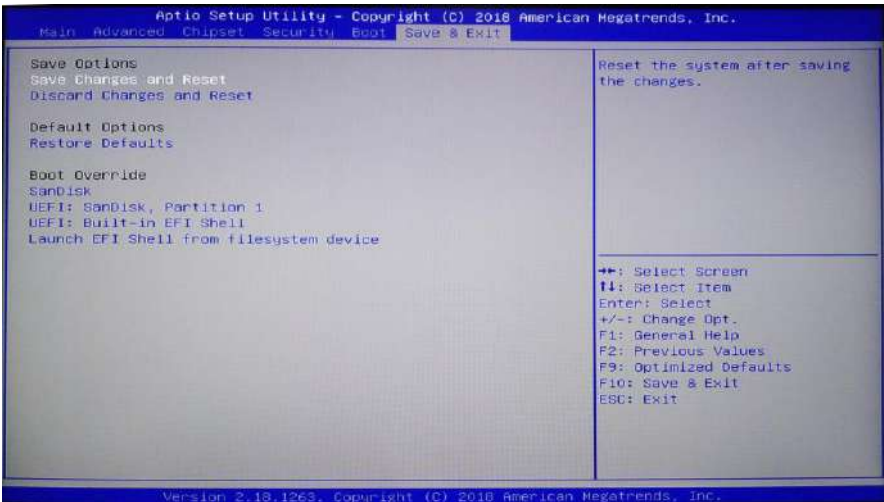 Aptio Setup Utility - Copyright (C) 2018 American Megatrends, Inc.
Main Advanced Chipset Security Boot Save & Exit
Save Options
Save Changes and Reset
Discard Changes and Reset
Default Options
Restore Defaults
Boot Override
SanDisk
UEFI: SanDisk, Partition 1
UEFI: Built-in EFI Shell
Launch EFI Shell from filesystem device
Reset the system after saving
the changes.
→←: Select Screen
↑↓: Select Item
Enter: Select
+/-: Change Opt.
F1: General Help
F2: Previous Values
F9: Optimized Defaults
F10: Save & Exit
ESC: Exit
Version 2.18.1263. Copyright (C) 2018 American Megatrends, Inc.